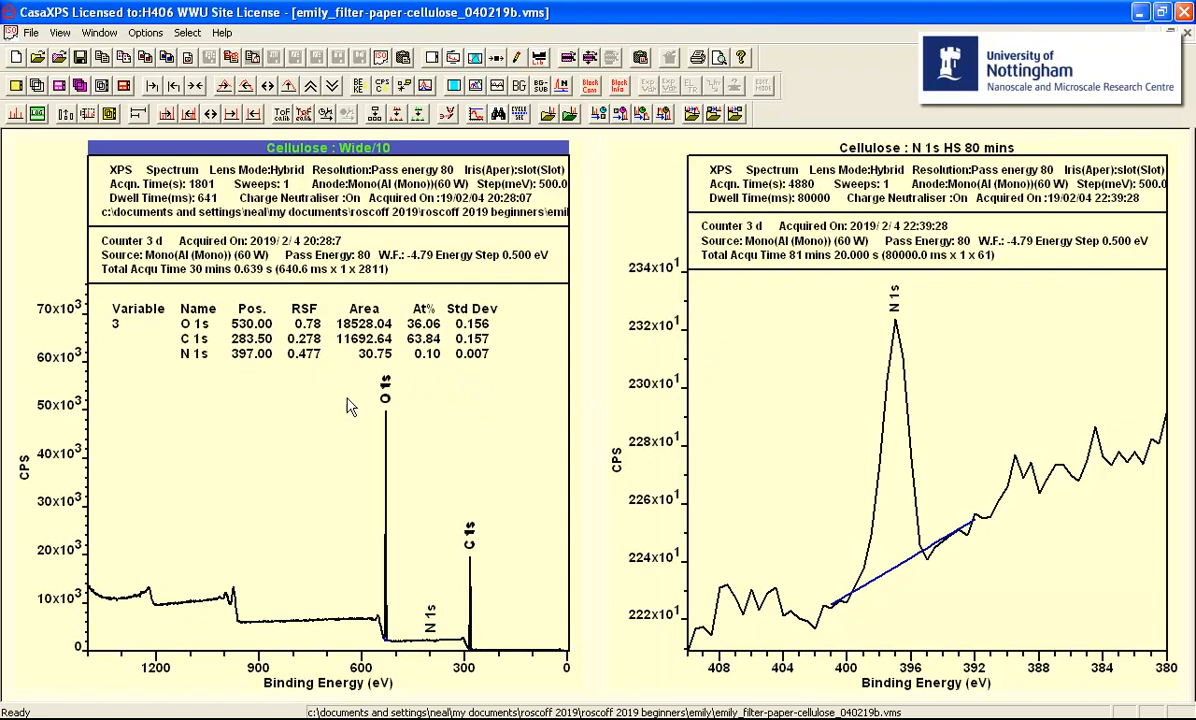 CasaXPS Licensed to:H406 WWU Site License - [emily_filter-paper-cellulose_040219b.vms]
File View Window Options Select Help
University of
Nottingham
Nanoscale and Microscale Research Centre
Cellulose : Wide/10
XPS Spectrum Lens Mode:Hybrid Resolution:Pass energy 80 Iris(Aper):slot(Slot)
Acqn. Time(s): 1801 Sweeps: 1 Anode:Mono(Al (Mono))(60 W) Step(meV): 500.0
Dwell Time(ms): 641 Charge Neutraliser :On Acquired On :19/02/04 20:28:07
c:\documents and settings\neal\my documents\roscoff 2019\roscoff 2019 beginners\emil
Counter 3 d Acquired On: 2019/ 2/ 4 20:28:7
Source: Mono(Al (Mono)) (60 W) Pass Energy: 80 W.F.: -4.79 Energy Step 0.500 eV
Total Acqu Time 30 mins 0.639 s (640.6 ms x 1 x 2811)
Variable Name Pos. RSF Area At% Std Dev
3 O 1s 530.00 0.78 18528.04 36.06 0.156
C 1s 283.50 0.278 11692.64 63.84 0.157
N 1s 397.00 0.477 30.75 0.10 0.007
70x10³
60x10³
50x10³
40x10³
30x10³
20x10³
10x10³
0
CPS
O 1s
N 1s
C 1s
1200 900 600 300 0
Binding Energy (eV)
Cellulose : N 1s HS 80 mins
XPS Spectrum Lens Mode:Hybrid Resolution:Pass energy 80 Iris(Aper):slot(Slot)
Acqn. Time(s): 4880 Sweeps: 1 Anode:Mono(Al (Mono))(60 W) Step(meV): 500.0
Dwell Time(ms): 80000 Charge Neutraliser :On Acquired On :19/02/04 22:39:28
Counter 3 d Acquired On: 2019/ 2/ 4 22:39:28
Source: Mono(Al (Mono)) (60 W) Pass Energy: 80 W.F.: -4.79 Energy Step 0.500 eV
Total Acqu Time 81 mins 20.000 s (80000.0 ms x 1 x 61)
234x10¹
232x10¹
230x10¹
228x10¹
226x10¹
224x10¹
222x10¹
CPS
N 1s
408 404 400 396 392 388 384 380
Binding Energy (eV)
Ready c:\documents and settings\neal\my documents\roscoff 2019\roscoff 2019 beginners\emily\emily_filter-paper-cellulose_040219b.vms